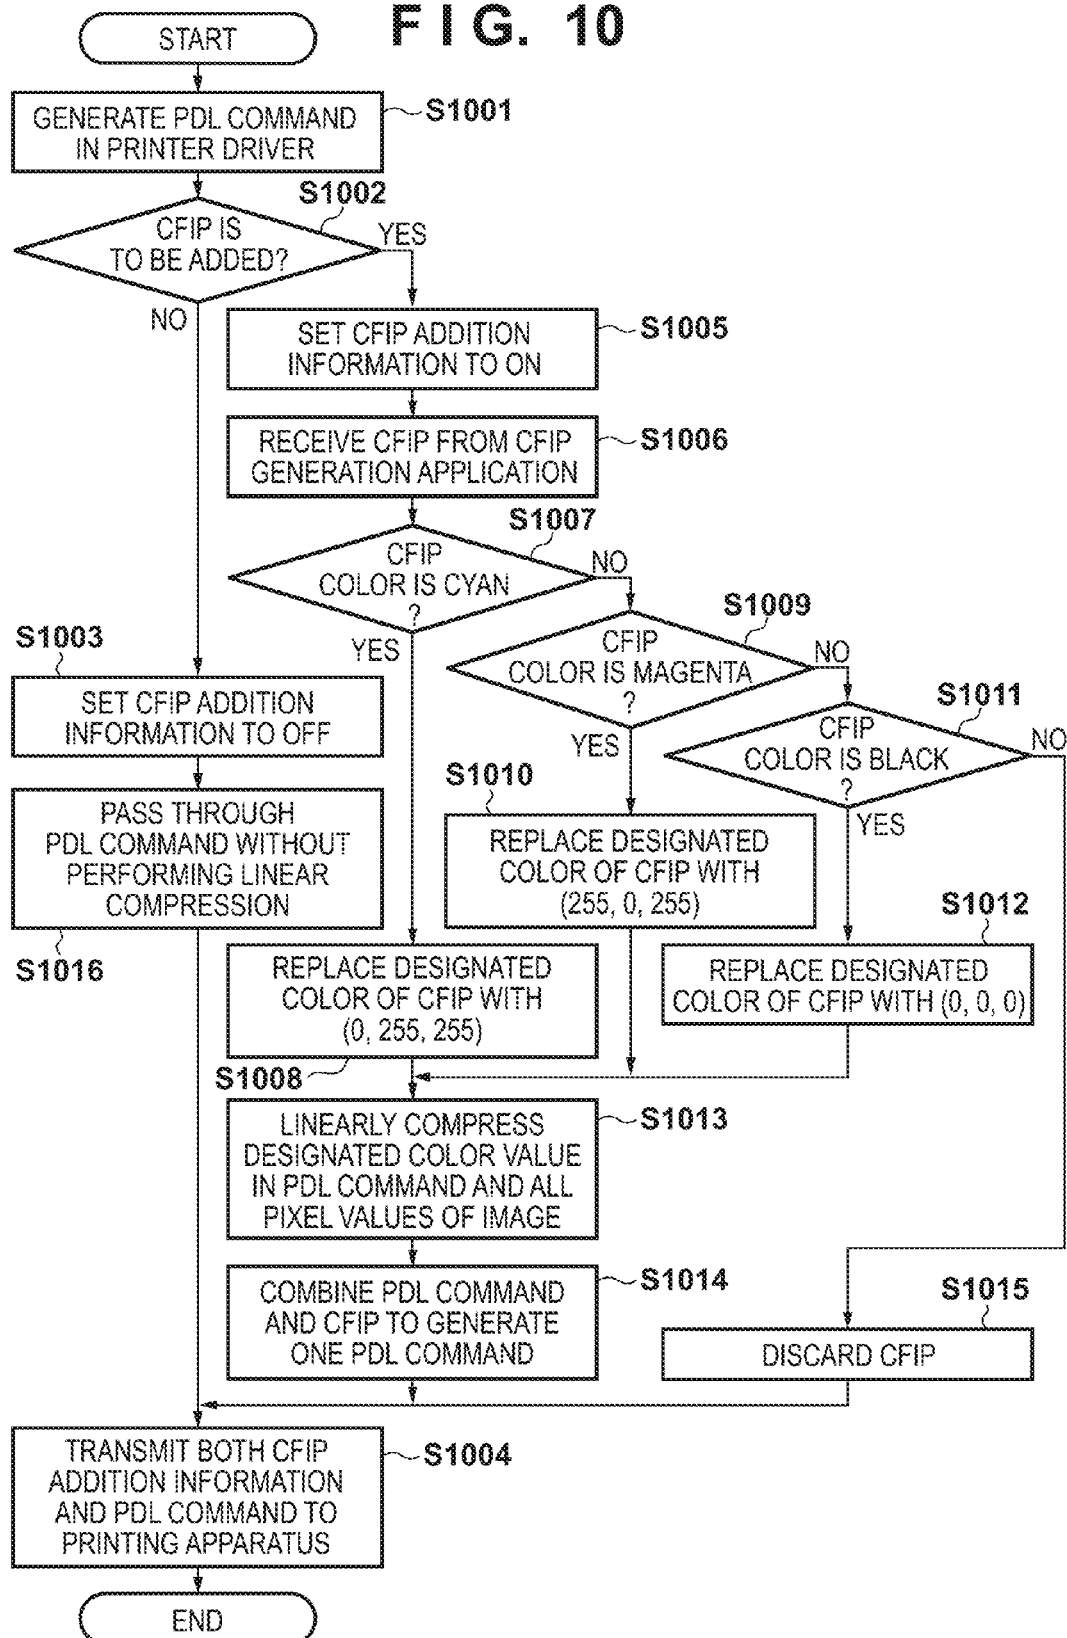 FIG. 10
START
GENERATE PDL COMMAND
IN PRINTER DRIVER
S1001
S1002
CFIP IS
TO BE ADDED?
YES
NO
SET CFIP ADDITION
INFORMATION TO ON
S1005
RECEIVE CFIP FROM CFIP
GENERATION APPLICATION
S1006
S1007
CFIP
COLOR IS CYAN
?
NO
YES
S1009
CFIP
COLOR IS MAGENTA
?
NO
YES
S1011
CFIP
COLOR IS BLACK
?
NO
YES
S1003
SET CFIP ADDITION
INFORMATION TO OFF
PASS THROUGH
PDL COMMAND WITHOUT
PERFORMING LINEAR
COMPRESSION
S1016
S1010
REPLACE DESIGNATED
COLOR OF CFIP WITH
(255, 0, 255)
S1012
REPLACE DESIGNATED
COLOR OF CFIP WITH (0, 0, 0)
REPLACE DESIGNATED
COLOR OF CFIP WITH
(0, 255, 255)
S1008
LINEARLY COMPRESS
DESIGNATED COLOR VALUE
IN PDL COMMAND AND ALL
PIXEL VALUES OF IMAGE
S1013
COMBINE PDL COMMAND
AND CFIP TO GENERATE
ONE PDL COMMAND
S1014
S1015
DISCARD CFIP
TRANSMIT BOTH CFIP
ADDITION INFORMATION
AND PDL COMMAND TO
PRINTING APPARATUS
S1004
END